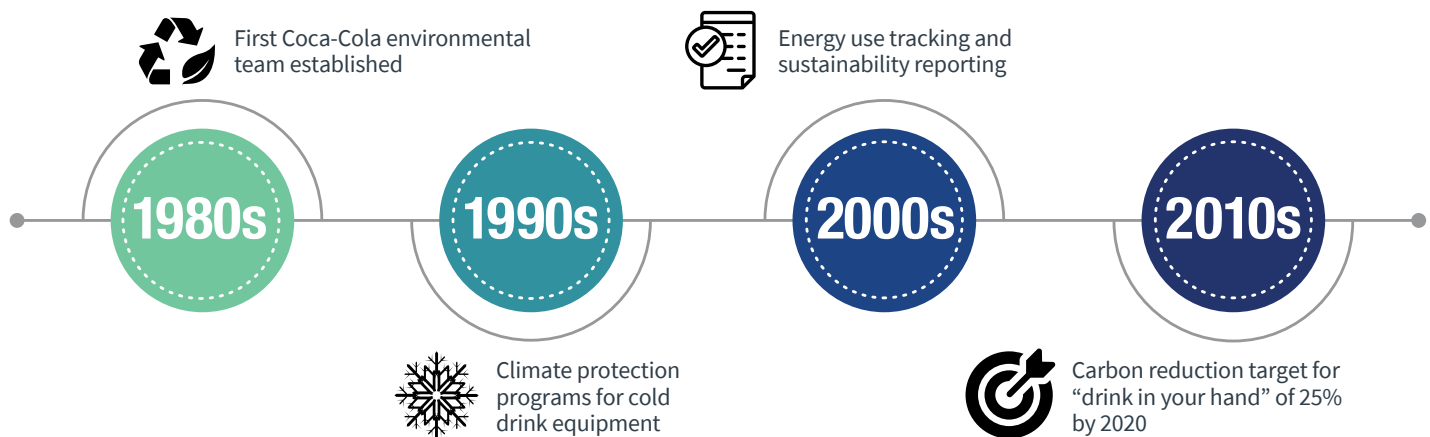 First Coca-Cola environmental
team established
Energy use tracking and
sustainability reporting
1980s
1990s
2000s
2010s
Climate protection
programs for cold
drink equipment
Carbon reduction target for
“drink in your hand” of 25%
by 2020